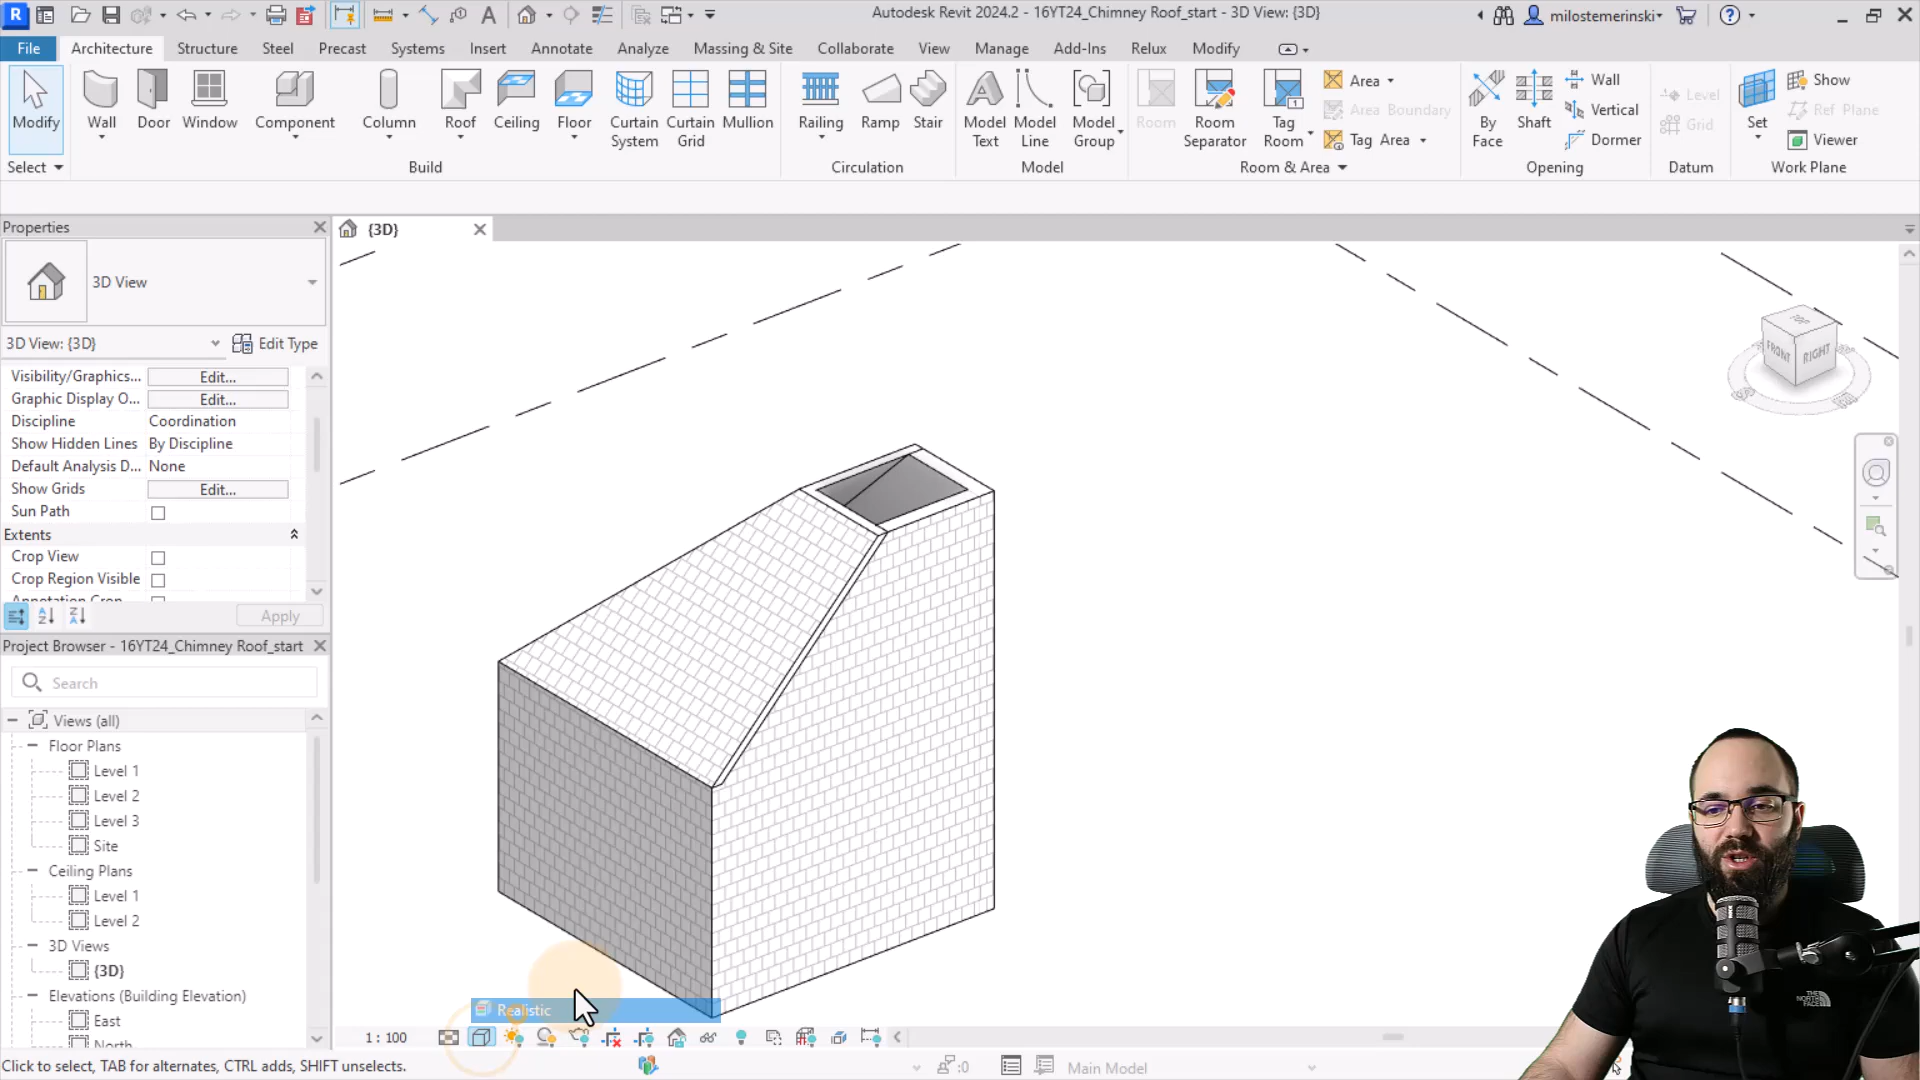 Autodesk Revit 2024.2 - 16YT24_Chimney Roof_start - 3D View: {3D}
milostemerinski
File Architecture Structure Steel Precast Systems Insert Annotate Analyze Massing & Site Collaborate View Manage Add-Ins Relux Modify
Modify Wall Door Window Component Column Roof Ceiling Floor Curtain System Curtain Grid Mullion Railing Ramp Stair Model Text Model Line Model Group Room Room Separator Tag Room
Area
Area Boundary
Tag Area
By Face Shaft
Wall
Vertical
Dormer
Level
Grid
Set
Show
Ref Plane
Viewer
Select Build Circulation Model Room & Area Opening Datum Work Plane
Properties
{3D}
3D View
3D View: {3D} Edit Type
Visibility/Graphics... Edit...
Graphic Display O... Edit...
Discipline Coordination
Show Hidden Lines By Discipline
Default Analysis D... None
Show Grids Edit...
Sun Path
Extents
Crop View
Crop Region Visible
Annotation Crop
Apply
Project Browser - 16YT24_Chimney Roof_start
Search
Views (all)
Floor Plans
Level 1
Level 2
Level 3
Site
Ceiling Plans
Level 1
Level 2
3D Views
{3D}
Elevations (Building Elevation)
East
North
TOP
FRONT RIGHT
Realistic
1 : 100
Click to select, TAB for alternates, CTRL adds, SHIFT unselects.
:0
Main Model
THE NORTH FACE